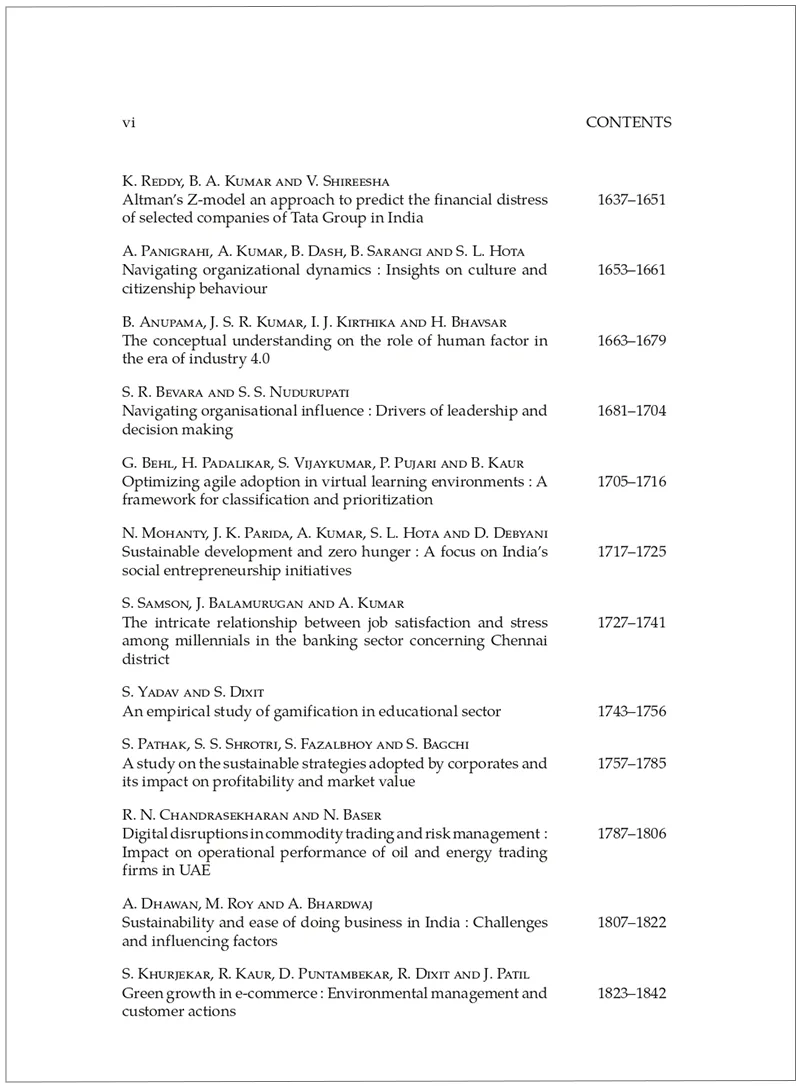 vi CONTENTS
K. Reddy, B. A. Kumar and V. Shireesha
Altman's Z-model an approach to predict the financial distress 1637–1651
of selected companies of Tata Group in India
A. Panigrahi, A. Kumar, B. Dash, B. Sarangi and S. L. Hota
Navigating organizational dynamics : Insights on culture and 1653–1661
citizenship behaviour
B. Anupama, J. S. R. Kumar, I. J. Kirthika and H. Bhavsar
The conceptual understanding on the role of human factor in 1663–1679
the era of industry 4.0
S. R. Bevara and S. S. Nudurupati
Navigating organisational influence : Drivers of leadership and 1681–1704
decision making
G. Behl, H. Padalikar, S. Vijaykumar, P. Pujari and B. Kaur
Optimizing agile adoption in virtual learning environments : A 1705–1716
framework for classification and prioritization
N. Mohanty, J. K. Parida, A. Kumar, S. L. Hota and D. Debyani
Sustainable development and zero hunger : A focus on India's 1717–1725
social entrepreneurship initiatives
S. Samson, J. Balamurugan and A. Kumar
The intricate relationship between job satisfaction and stress 1727–1741
among millennials in the banking sector concerning Chennai
district
S. Yadav and S. Dixit
An empirical study of gamification in educational sector 1743–1756
S. Pathak, S. S. Shrotri, S. Fazalbhoy and S. Bagchi
A study on the sustainable strategies adopted by corporates and 1757–1785
its impact on profitability and market value
R. N. Chandrasekharan and N. Baser
Digital disruptions in commodity trading and risk management : 1787–1806
Impact on operational performance of oil and energy trading
firms in UAE
A. Dhawan, M. Roy and A. Bhardwaj
Sustainability and ease of doing business in India : Challenges 1807–1822
and influencing factors
S. Khurjekar, R. Kaur, D. Puntambekar, R. Dixit and J. Patil
Green growth in e-commerce : Environmental management and 1823–1842
customer actions